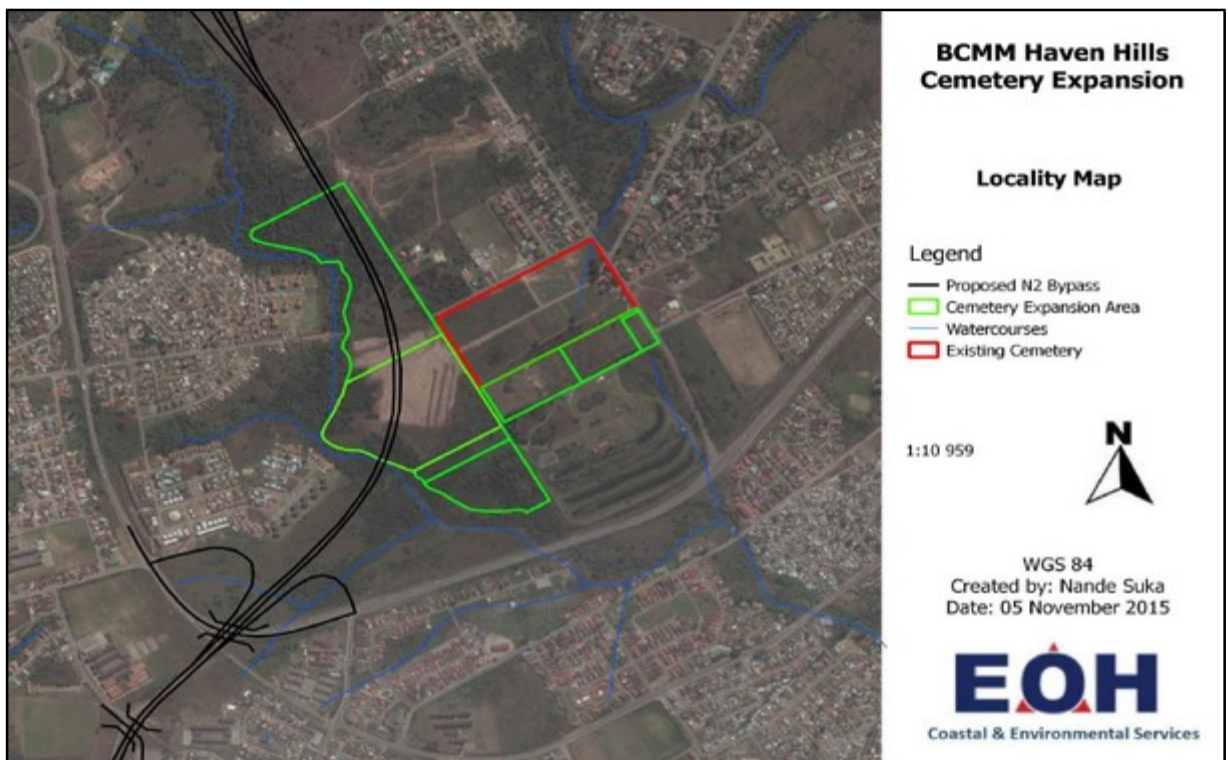 BCMM Haven Hills
Cemetery Expansion
Locality Map
Legend
Proposed N2 Bypass
Cemetery Expansion Area
Watercourses
Existing Cemetery
1:10 959
N
WGS 84
Created by: Nande Suka
Date: 05 November 2015
EOH
Coastal & Environmental Services